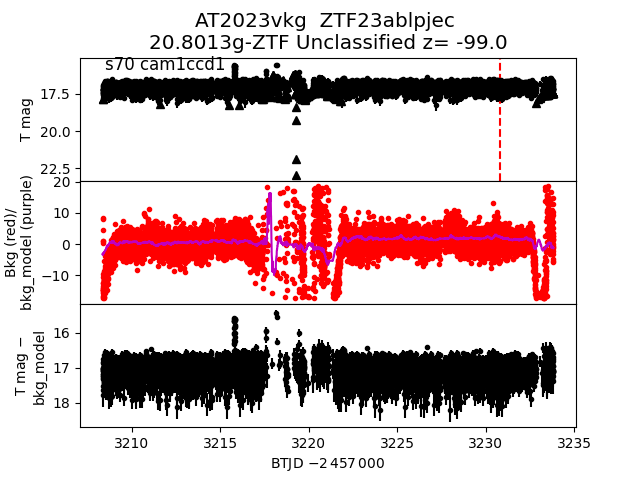 AT2023vkg  ZTF23ablpjec
20.8013g-ZTF Unclassified z= -99.0
s70 cam1ccd1
17.5
20.0
22.5
T mag
20
10
0
−10
Bkg (red)/
bkg_model (purple)
16
17
18
T mag −
bkg_model
3210
3215
3220
3225
3230
3235
BTJD −2 457 000